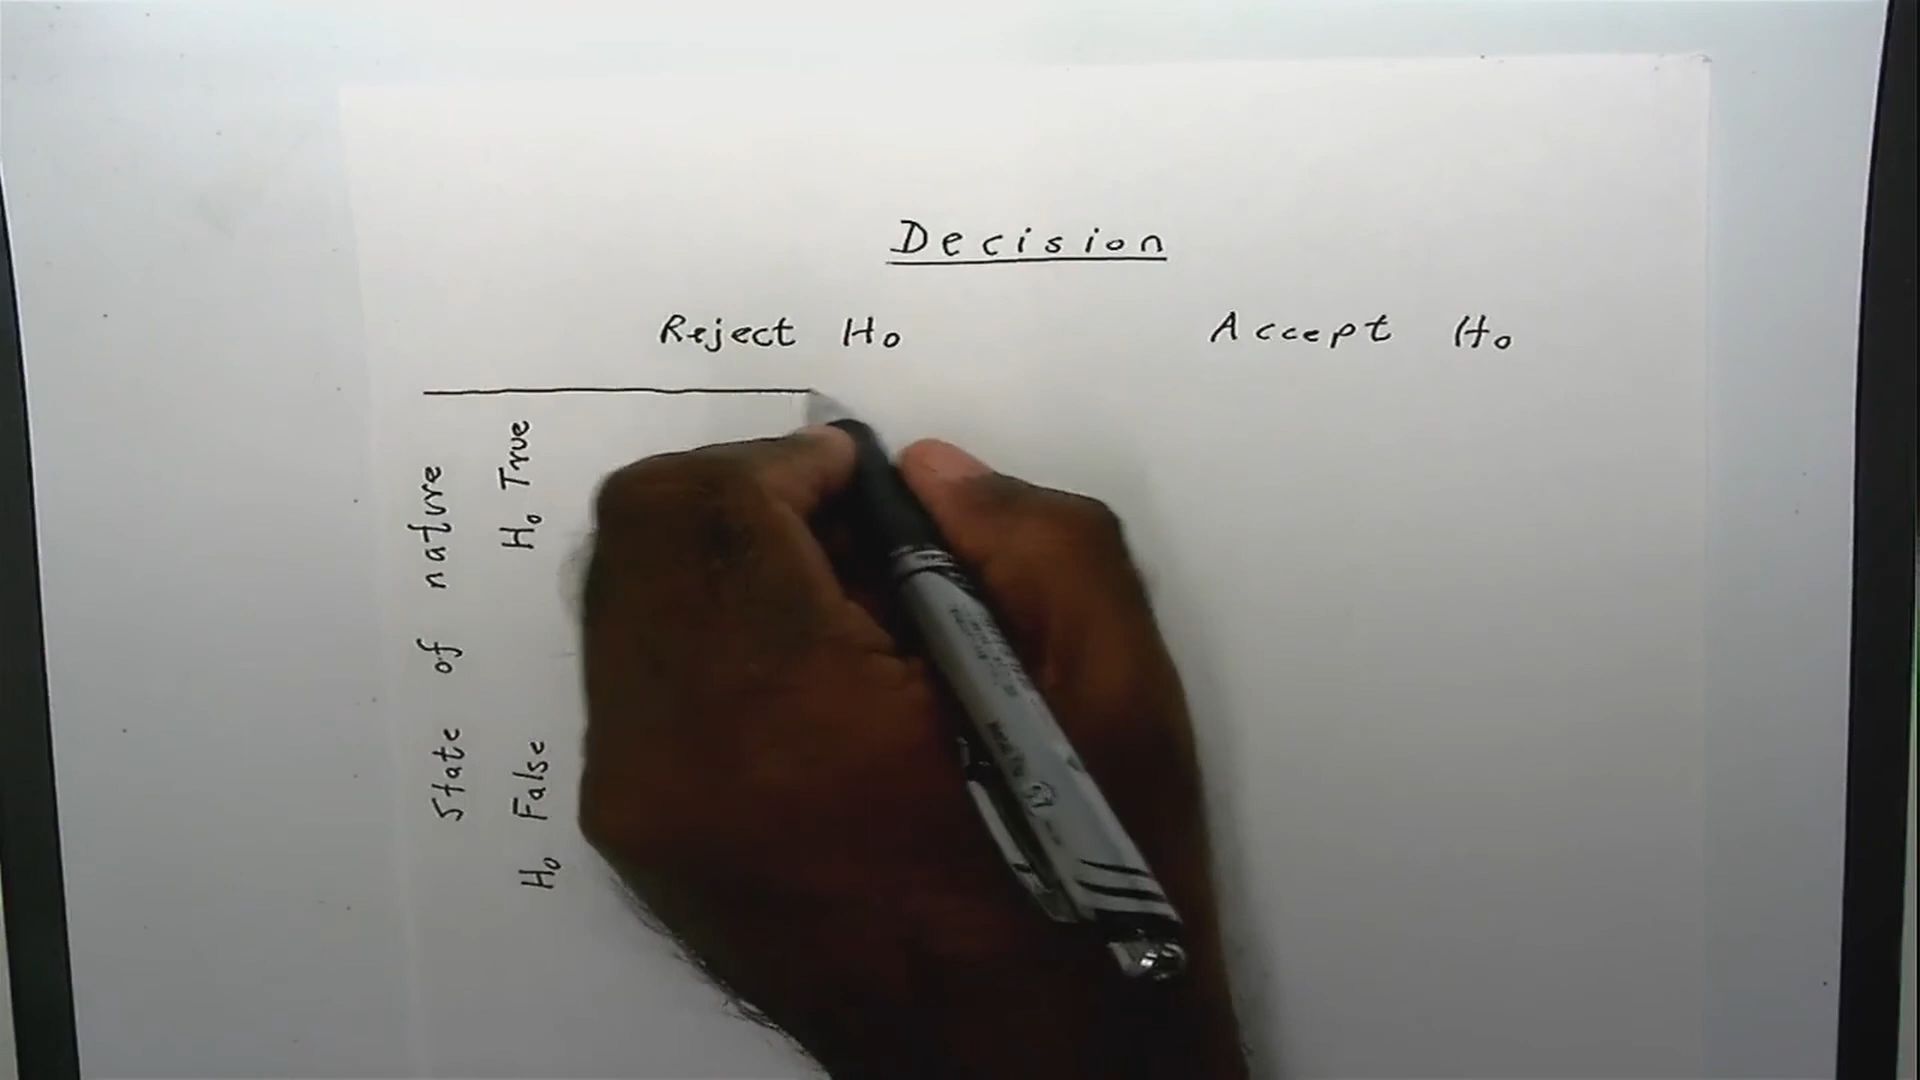 Decision
Reject H₀
Accept H₀
State of nature
H₀ True
H₀ False